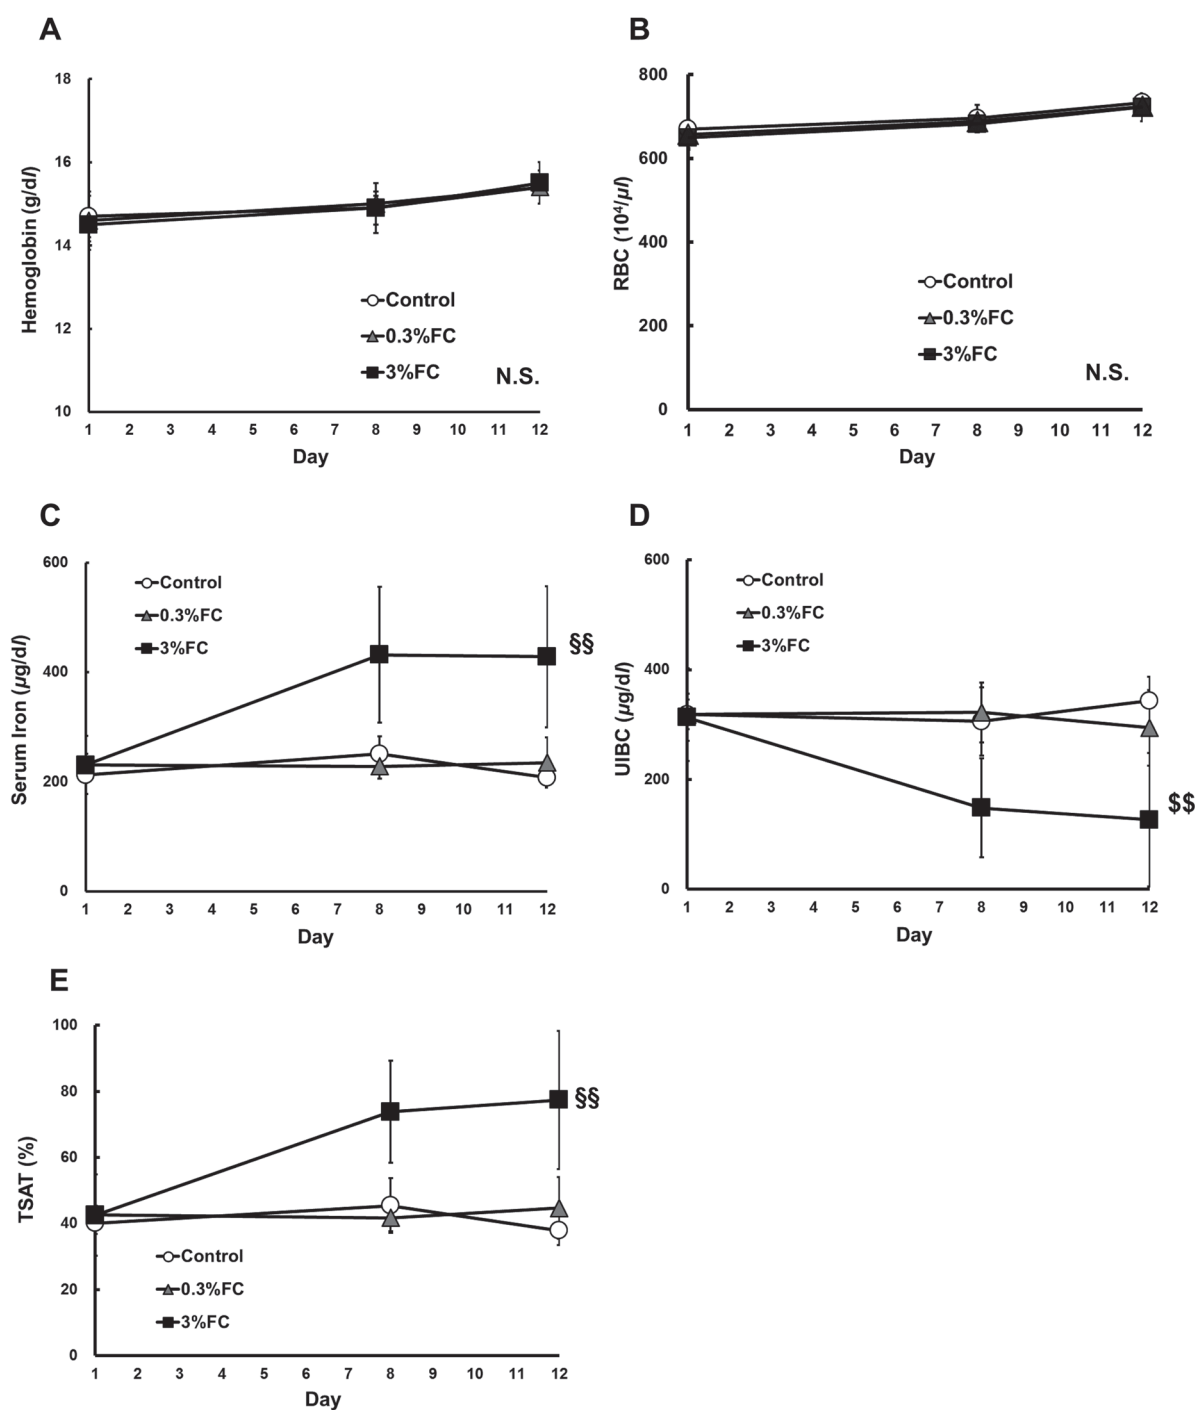 A
Hemoglobin (g/dl)
18
16
14
12
10
Control
0.3%FC
3%FC
N.S.
1 2 3 4 5 6 7 8 9 10 11 12
Day
B
RBC (10⁴/μl)
800
600
400
200
0
Control
0.3%FC
3%FC
N.S.
1 2 3 4 5 6 7 8 9 10 11 12
Day
C
Serum Iron (μg/dl)
600
400
200
0
Control
0.3%FC
3%FC
§§
1 2 3 4 5 6 7 8 9 10 11 12
Day
D
UIBC (μg/dl)
600
400
200
0
Control
0.3%FC
3%FC
$$
1 2 3 4 5 6 7 8 9 10 11 12
Day
E
TSAT (%)
100
80
60
40
20
0
§§
Control
0.3%FC
3%FC
1 2 3 4 5 6 7 8 9 10 11 12
Day